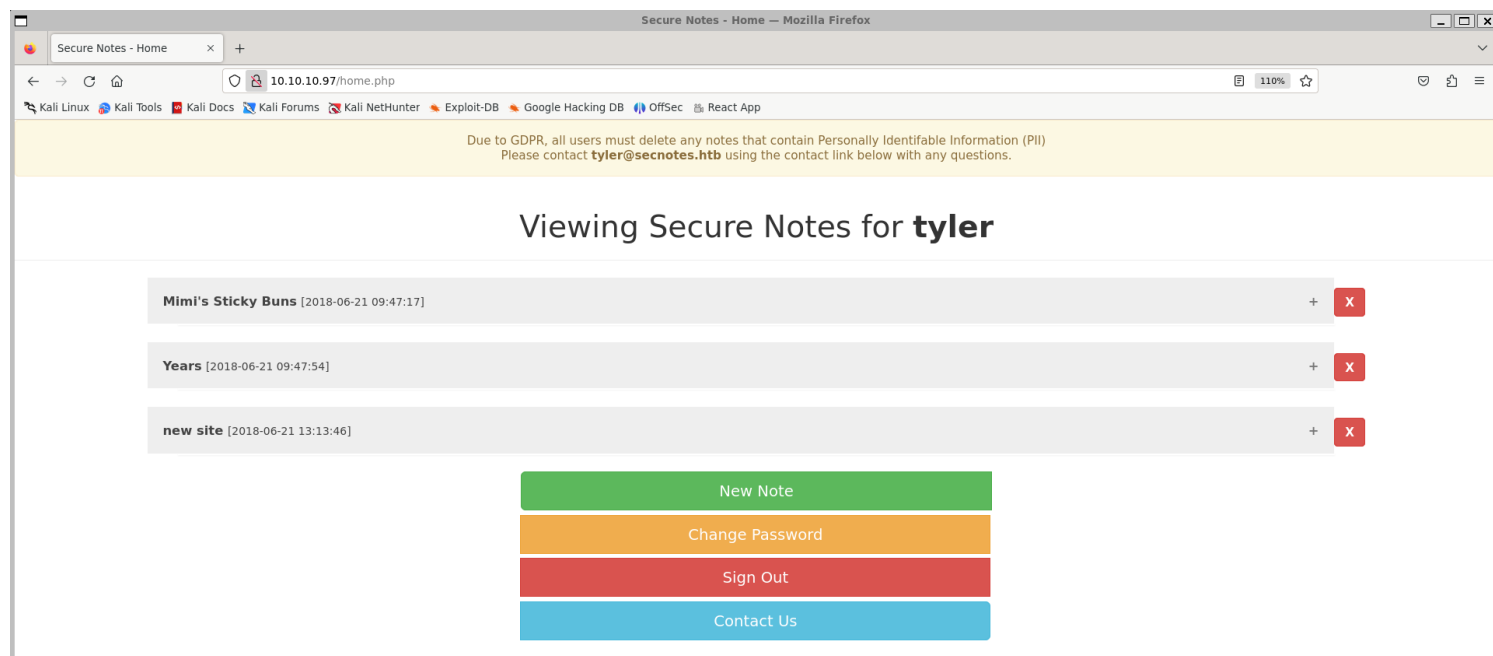 Secure Notes - Home — Mozilla Firefox
Secure Notes - Home × +
10.10.10.97/home.php 110%
Kali Linux Kali Tools Kali Docs Kali Forums Kali NetHunter Exploit-DB Google Hacking DB OffSec React App
Due to GDPR, all users must delete any notes that contain Personally Identifable Information (PII)
Please contact tyler@secnotes.htb using the contact link below with any questions.
Viewing Secure Notes for tyler
Mimi's Sticky Buns [2018-06-21 09:47:17] + X
Years [2018-06-21 09:47:54] + X
new site [2018-06-21 13:13:46] + X
New Note
Change Password
Sign Out
Contact Us